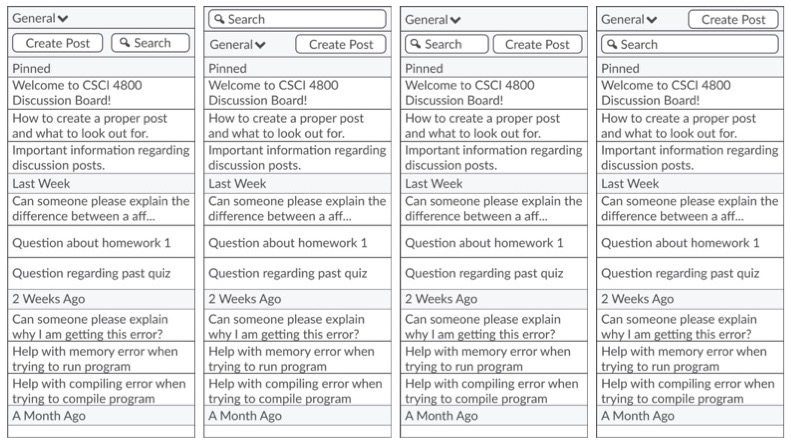 General
Create Post
Search
Pinned
Welcome to CSCI 4800
Discussion Board!
How to create a proper post
and what to look out for.
Important information regarding
discussion posts.
Last Week
Can someone please explain the
difference between a aff...
Question about homework 1
Question regarding past quiz
2 Weeks Ago
Can someone please explain
why I am getting this error?
Help with memory error when
trying to run program
Help with compiling error when
trying to compile program
A Month Ago
Search
General
Create Post
Pinned
Welcome to CSCI 4800
Discussion Board!
How to create a proper post
and what to look out for.
Important information regarding
discussion posts.
Last Week
Can someone please explain the
difference between a aff...
Question about homework 1
Question regarding past quiz
2 Weeks Ago
Can someone please explain
why I am getting this error?
Help with memory error when
trying to run program
Help with compiling error when
trying to compile program
A Month Ago
General
Search
Create Post
Pinned
Welcome to CSCI 4800
Discussion Board!
How to create a proper post
and what to look out for.
Important information regarding
discussion posts.
Last Week
Can someone please explain the
difference between a aff...
Question about homework 1
Question regarding past quiz
2 Weeks Ago
Can someone please explain
why I am getting this error?
Help with memory error when
trying to run program
Help with compiling error when
trying to compile program
A Month Ago
General
Create Post
Search
Pinned
Welcome to CSCI 4800
Discussion Board!
How to create a proper post
and what to look out for.
Important information regarding
discussion posts.
Last Week
Can someone please explain the
difference between a aff...
Question about homework 1
Question regarding past quiz
2 Weeks Ago
Can someone please explain
why I am getting this error?
Help with memory error when
trying to run program
Help with compiling error when
trying to compile program
A Month Ago